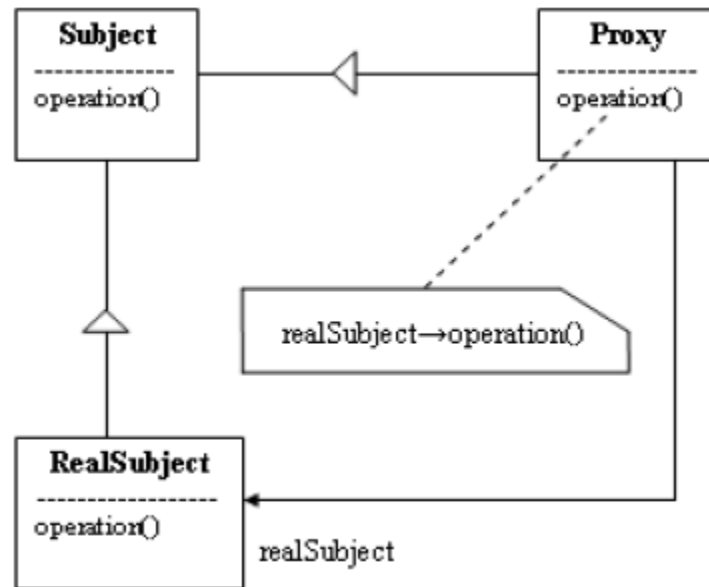 Subject
operation()
Proxy
operation()
realSubject→operation()
RealSubject
operation()
realSubject